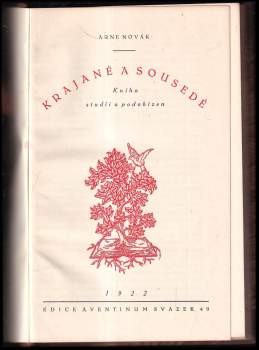 ARNE NOVÁK
KRAJANÉ A SOUSEDÉ
Kniha
studií a podobizen
1922
EDICE AVENTINUM SVAZEK 49